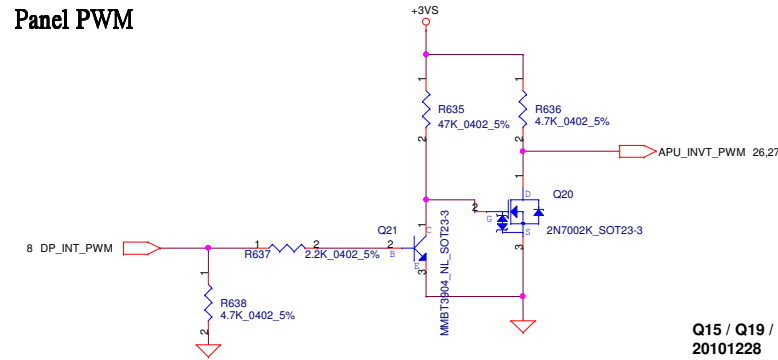 Panel PWM
+3VS
1
1
R635
47K_0402_5%
2
R636
4.7K_0402_5%
2
APU_INVT_PWM 26,27
1
D
Q20
2
G
S
2N7002K_SOT23-3
3
1
C
Q21
2
B
E
3
MMBT3904_NL_SOT23-3
8 DP_INT_PWM
1
R637
2
2.2K_0402_5%
1
R638
4.7K_0402_5%
2
Q15 / Q19 /
20101228